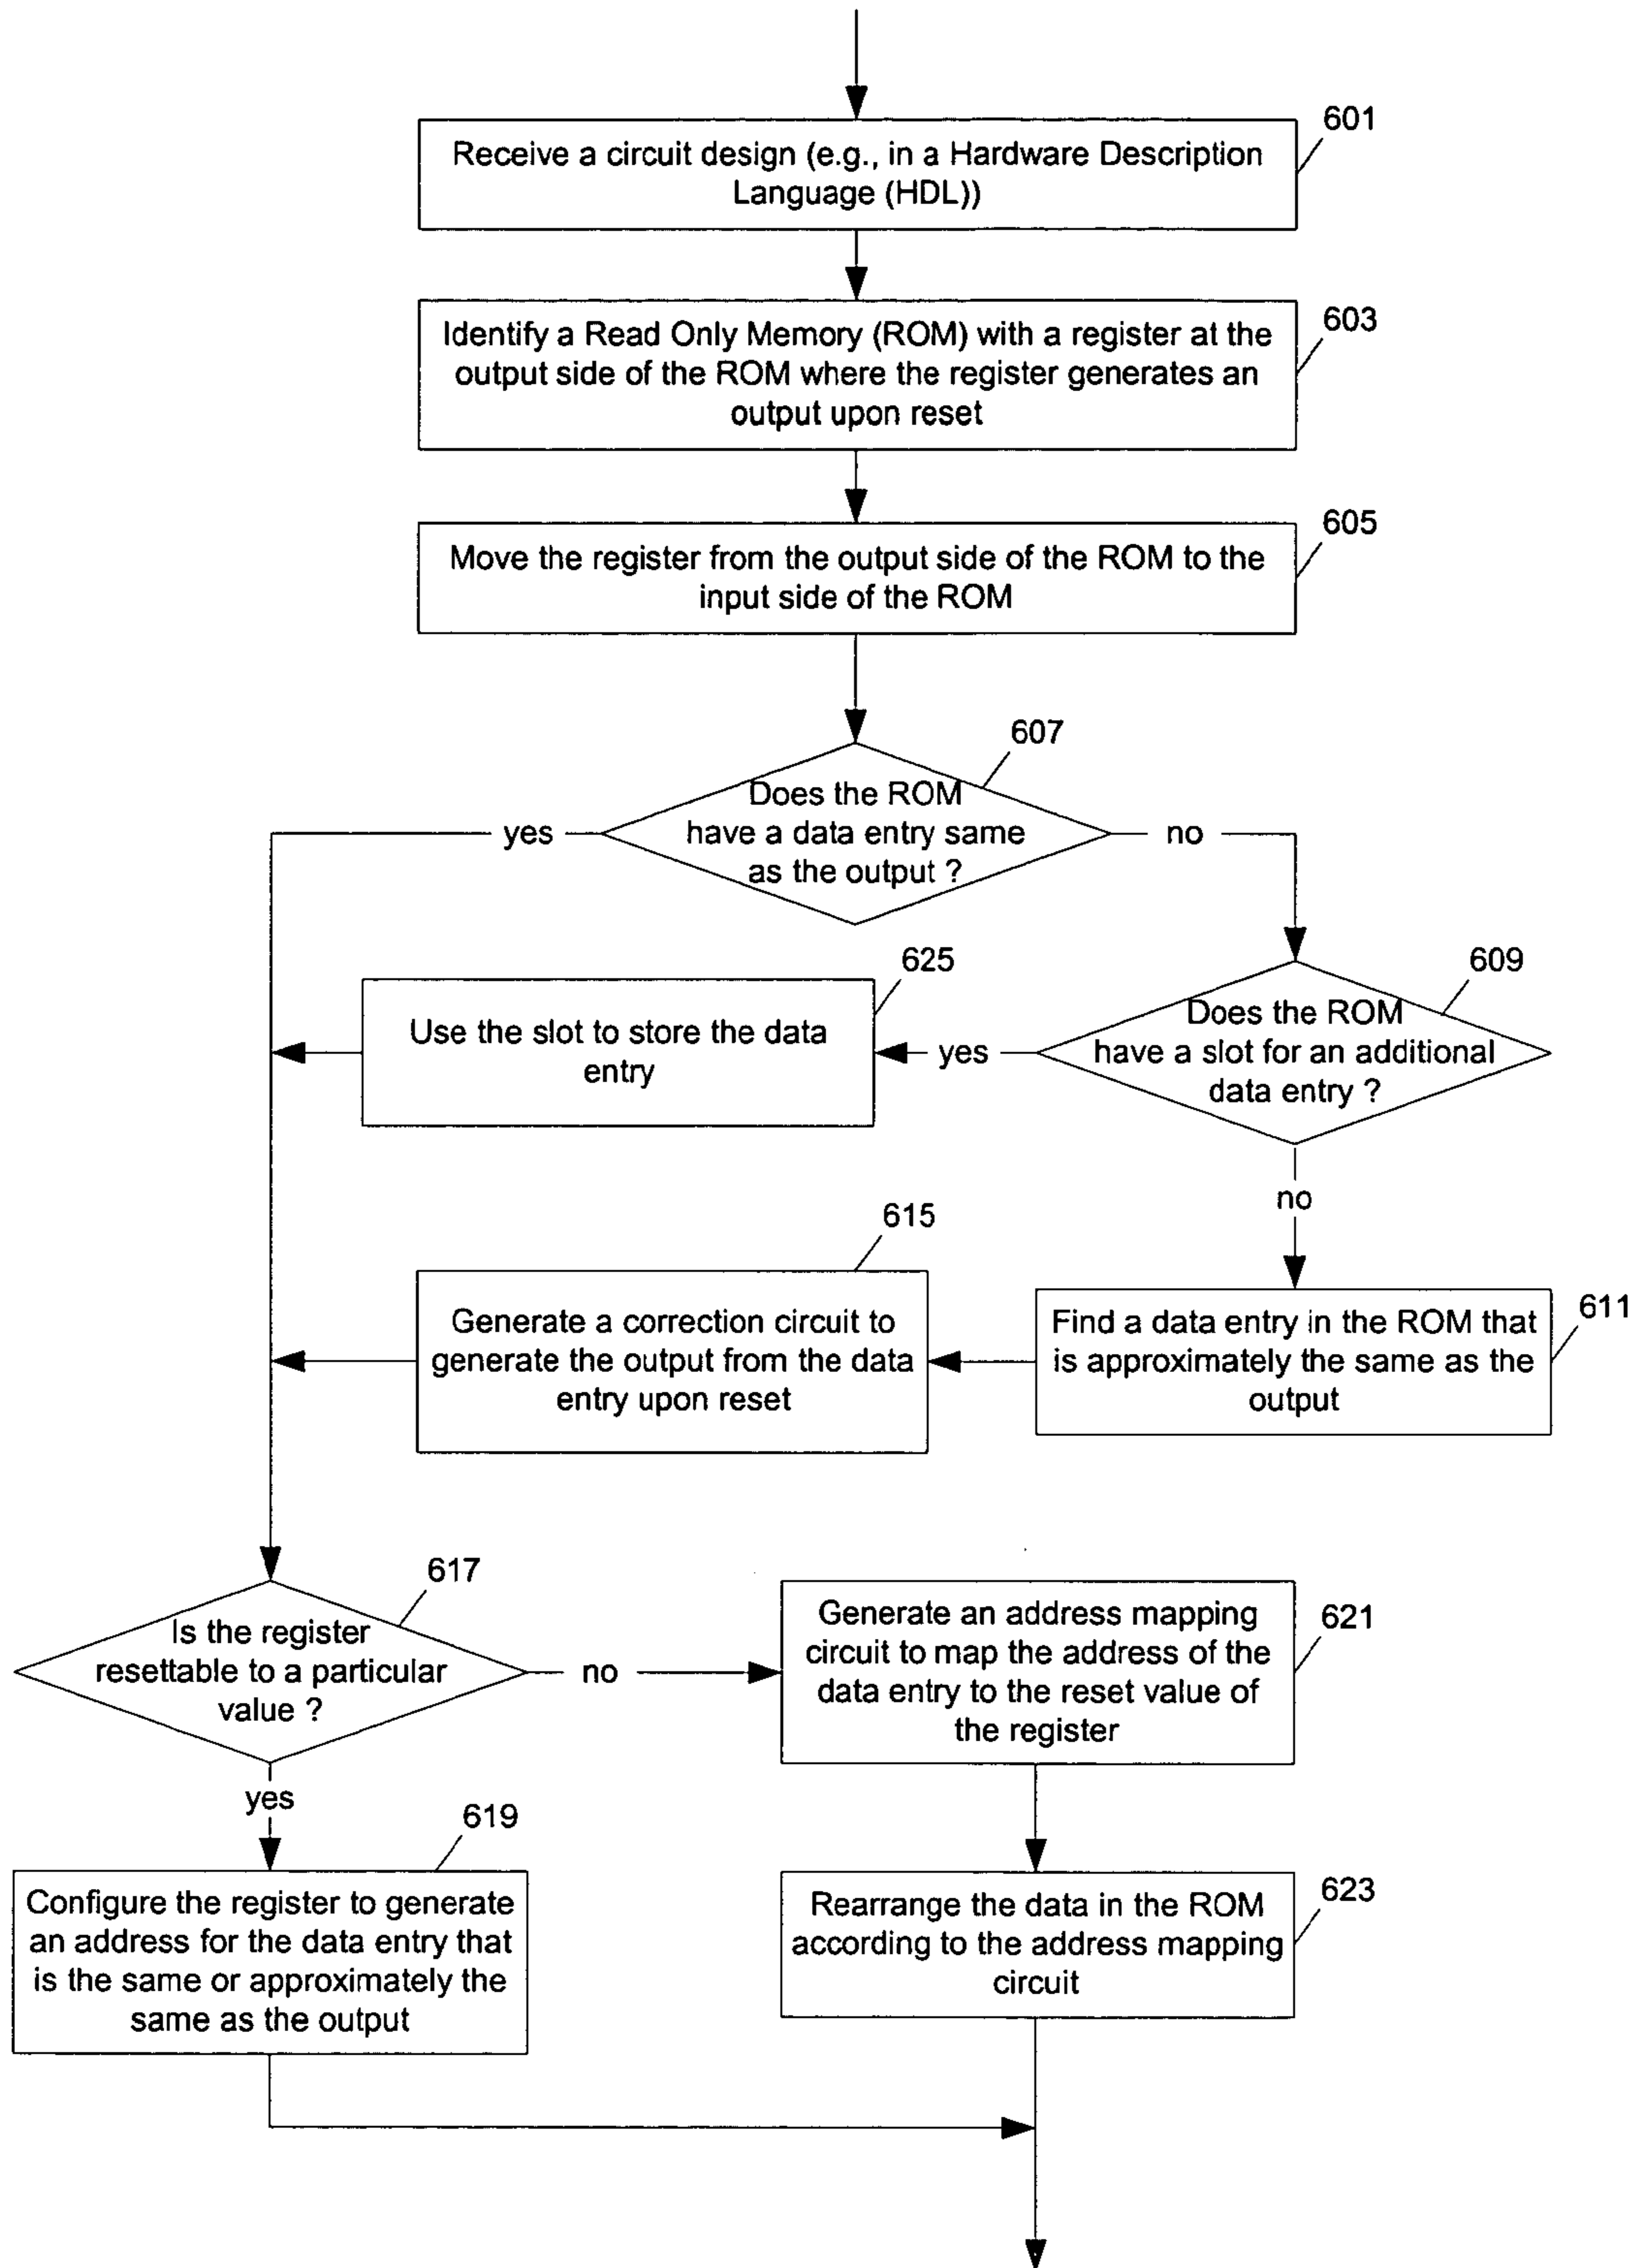 601
Receive a circuit design (e.g., in a Hardware Description
Language (HDL))
603
Identify a Read Only Memory (ROM) with a register at the
output side of the ROM where the register generates an
output upon reset
605
Move the register from the output side of the ROM to the
input side of the ROM
607
Does the ROM
have a data entry same
as the output ?
yes
no
625
609
Use the slot to store the data
entry
yes
Does the ROM
have a slot for an additional
data entry ?
no
615
611
Generate a correction circuit to
generate the output from the data
entry upon reset
Find a data entry in the ROM that
is approximately the same as the
output
617
Is the register
resettable to a particular
value ?
no
621
Generate an address mapping
circuit to map the address of the
data entry to the reset value of
the register
yes
619
Configure the register to generate
an address for the data entry that
is the same or approximately the
same as the output
623
Rearrange the data in the ROM
according to the address mapping
circuit